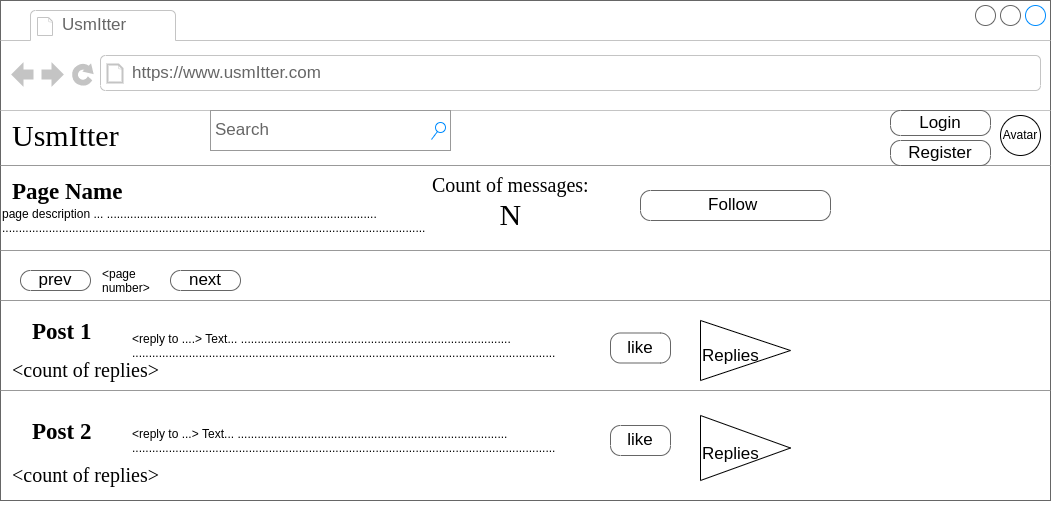 UsmItter
https://www.usmItter.com
UsmItter
Search
Login
Register
Avatar
Page Name
page description ... .................................................................................
...............................................................................................................................
Count of messages:
N
Follow
prev
<page
number>
next
Post 1
<reply to ....> Text... .................................................................................
...............................................................................................................................
<count of replies>
like
Replies
Post 2
<reply to ...> Text... .................................................................................
...............................................................................................................................
<count of replies>
like
Replies